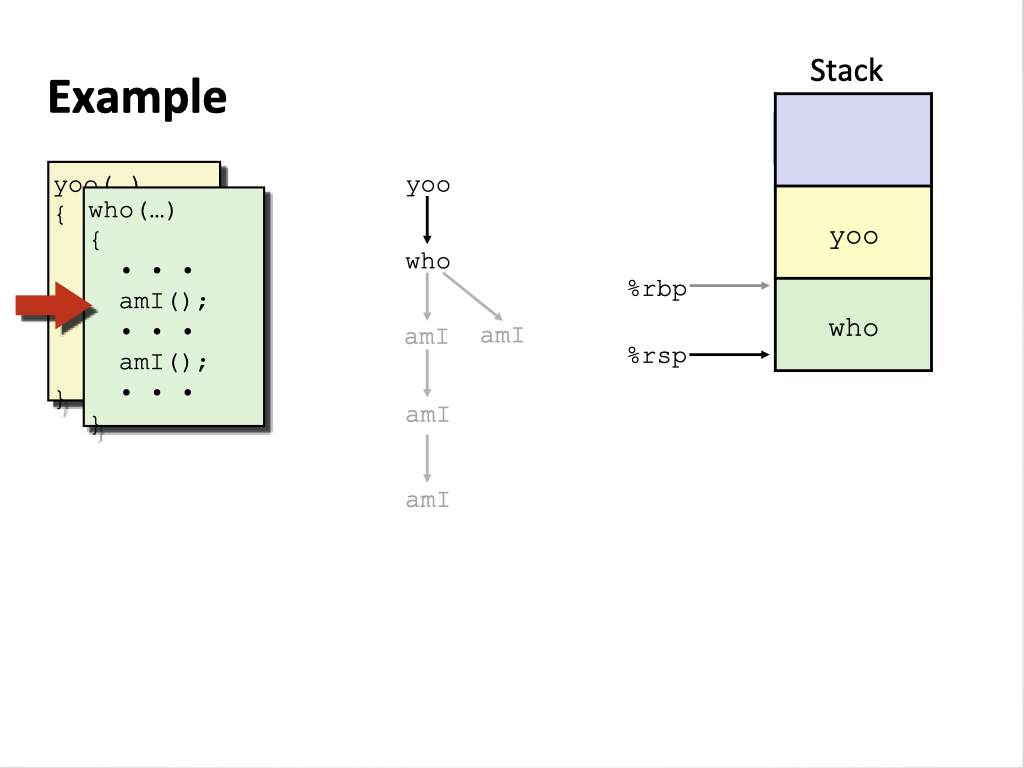 Example
yoo(…)
{
}
who(…)
{
• • •
amI();
• • •
amI();
• • •
}
yoo
who
amI amI
amI
amI
Stack
yoo
%rbp
who
%rsp